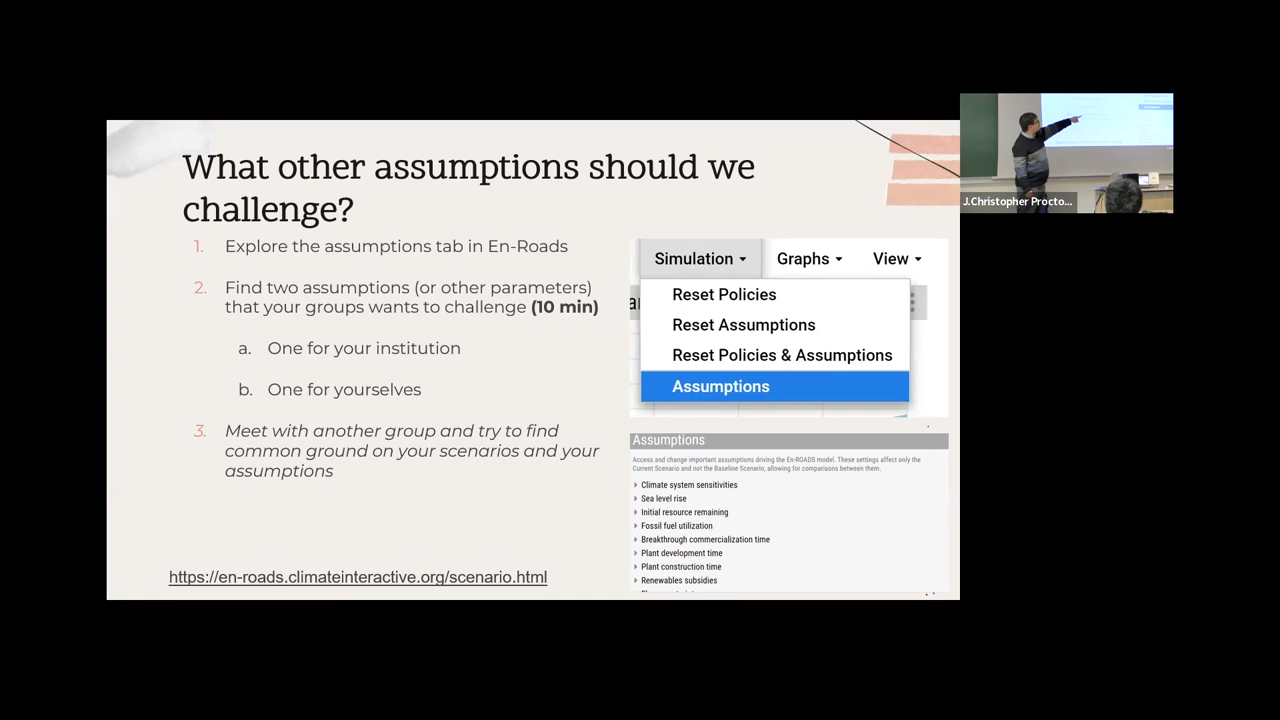 What other assumptions should we
challenge?
1. Explore the assumptions tab in En-Roads
2. Find two assumptions (or other parameters)
that your groups wants to challenge (10 min)
a. One for your institution
b. One for yourselves
3. Meet with another group and try to find
common ground on your scenarios and your
assumptions
https://en-roads.climateinteractive.org/scenario.html
Simulation Graphs View
Reset Policies
Reset Assumptions
Reset Policies & Assumptions
Assumptions
Assumptions
Access and change important assumptions driving the En-ROADS model. These settings affect only the
Current Scenario and not the Baseline Scenario, allowing for comparisons between them.
Climate system sensitivities
Sea level rise
Initial resource remaining
Fossil fuel utilization
Breakthrough commercialization time
Plant development time
Plant construction time
Renewables subsidies
J.Christopher Procto...